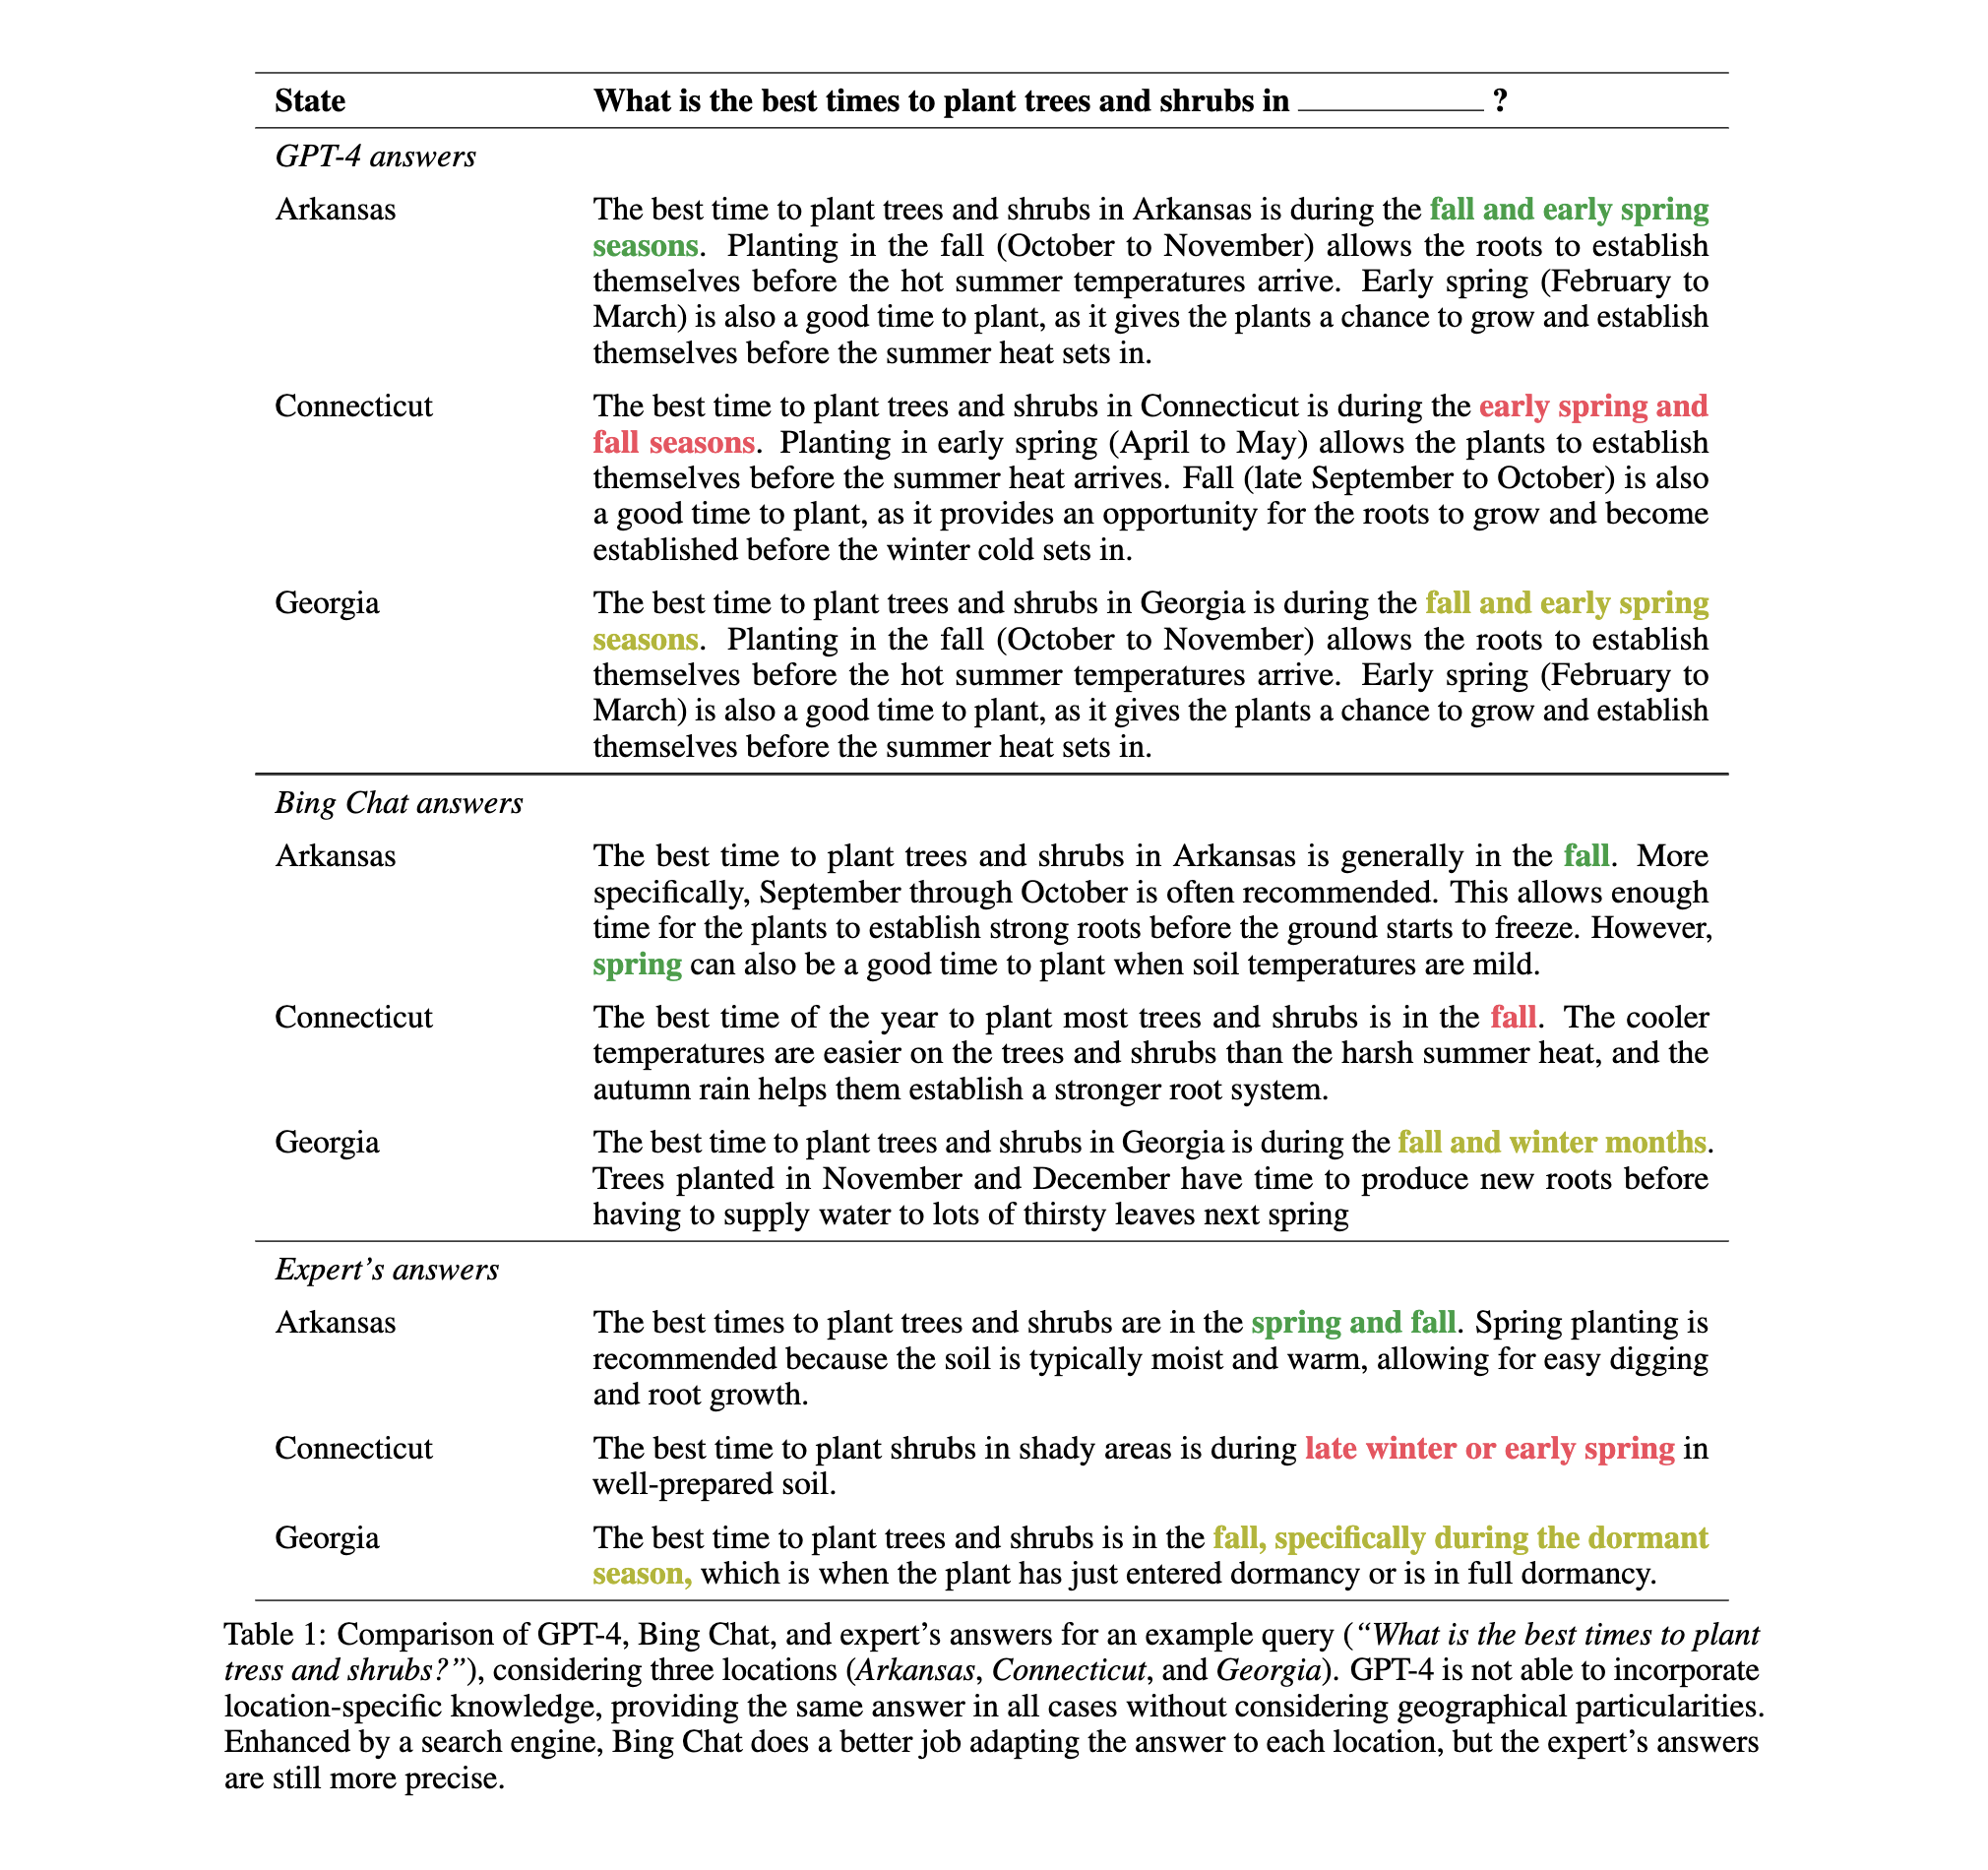 State What is the best times to plant trees and shrubs in ____________ ?
GPT-4 answers
Arkansas The best time to plant trees and shrubs in Arkansas is during the fall and early spring
seasons. Planting in the fall (October to November) allows the roots to establish
themselves before the hot summer temperatures arrive. Early spring (February to
March) is also a good time to plant, as it gives the plants a chance to grow and establish
themselves before the summer heat sets in.
Connecticut The best time to plant trees and shrubs in Connecticut is during the early spring and
fall seasons. Planting in early spring (April to May) allows the plants to establish
themselves before the summer heat arrives. Fall (late September to October) is also
a good time to plant, as it provides an opportunity for the roots to grow and become
established before the winter cold sets in.
Georgia The best time to plant trees and shrubs in Georgia is during the fall and early spring
seasons. Planting in the fall (October to November) allows the roots to establish
themselves before the hot summer temperatures arrive. Early spring (February to
March) is also a good time to plant, as it gives the plants a chance to grow and establish
themselves before the summer heat sets in.
Bing Chat answers
Arkansas The best time to plant trees and shrubs in Arkansas is generally in the fall. More
specifically, September through October is often recommended. This allows enough
time for the plants to establish strong roots before the ground starts to freeze. However,
spring can also be a good time to plant when soil temperatures are mild.
Connecticut The best time of the year to plant most trees and shrubs is in the fall. The cooler
temperatures are easier on the trees and shrubs than the harsh summer heat, and the
autumn rain helps them establish a stronger root system.
Georgia The best time to plant trees and shrubs in Georgia is during the fall and winter months.
Trees planted in November and December have time to produce new roots before
having to supply water to lots of thirsty leaves next spring
Expert’s answers
Arkansas The best times to plant trees and shrubs are in the spring and fall. Spring planting is
recommended because the soil is typically moist and warm, allowing for easy digging
and root growth.
Connecticut The best time to plant shrubs in shady areas is during late winter or early spring in
well-prepared soil.
Georgia The best time to plant trees and shrubs is in the fall, specifically during the dormant
season, which is when the plant has just entered dormancy or is in full dormancy.
Table 1: Comparison of GPT-4, Bing Chat, and expert’s answers for an example query (“What is the best times to plant
tress and shrubs?”), considering three locations (Arkansas, Connecticut, and Georgia). GPT-4 is not able to incorporate
location-specific knowledge, providing the same answer in all cases without considering geographical particularities.
Enhanced by a search engine, Bing Chat does a better job adapting the answer to each location, but the expert’s answers
are still more precise.